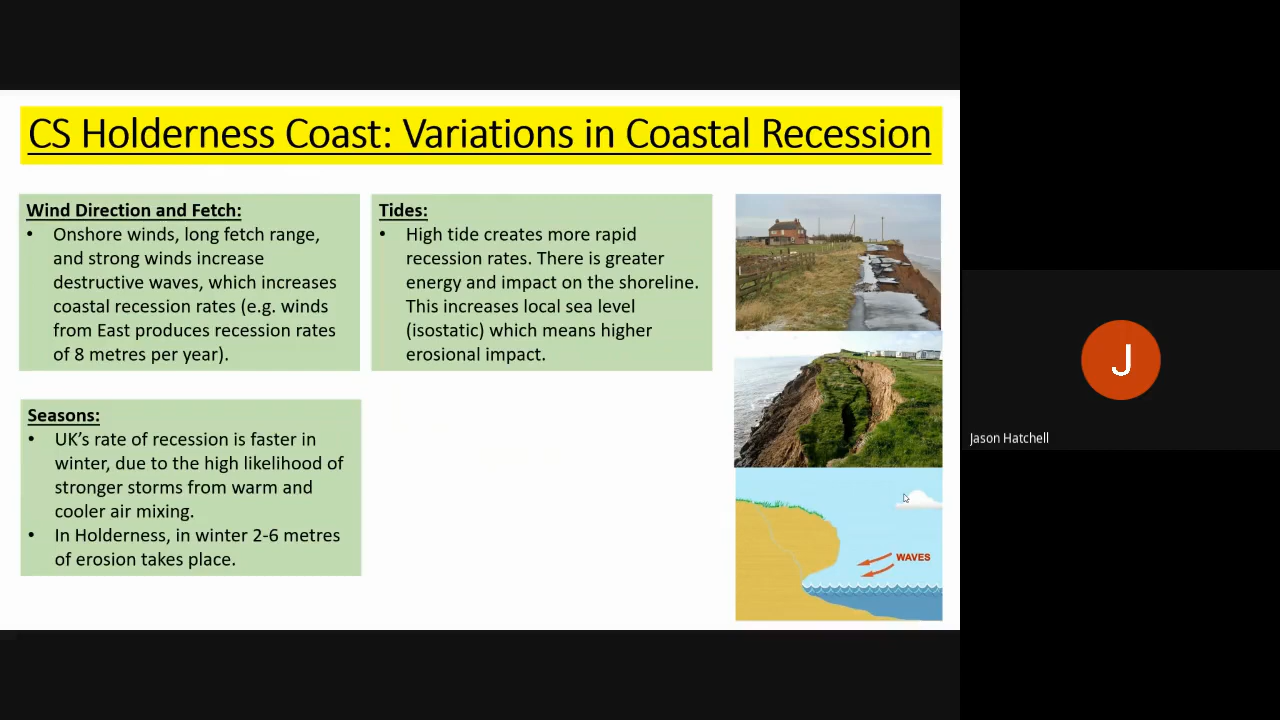 CS Holderness Coast: Variations in Coastal Recession
Wind Direction and Fetch:
• Onshore winds, long fetch range,
and strong winds increase
destructive waves, which increases
coastal recession rates (e.g. winds
from East produces recession rates
of 8 metres per year).
Tides:
• High tide creates more rapid
recession rates. There is greater
energy and impact on the shoreline.
This increases local sea level
(isostatic) which means higher
erosional impact.
Seasons:
• UK’s rate of recession is faster in
winter, due to the high likelihood of
stronger storms from warm and
cooler air mixing.
• In Holderness, in winter 2-6 metres
of erosion takes place.
WAVES
J
Jason Hatchell